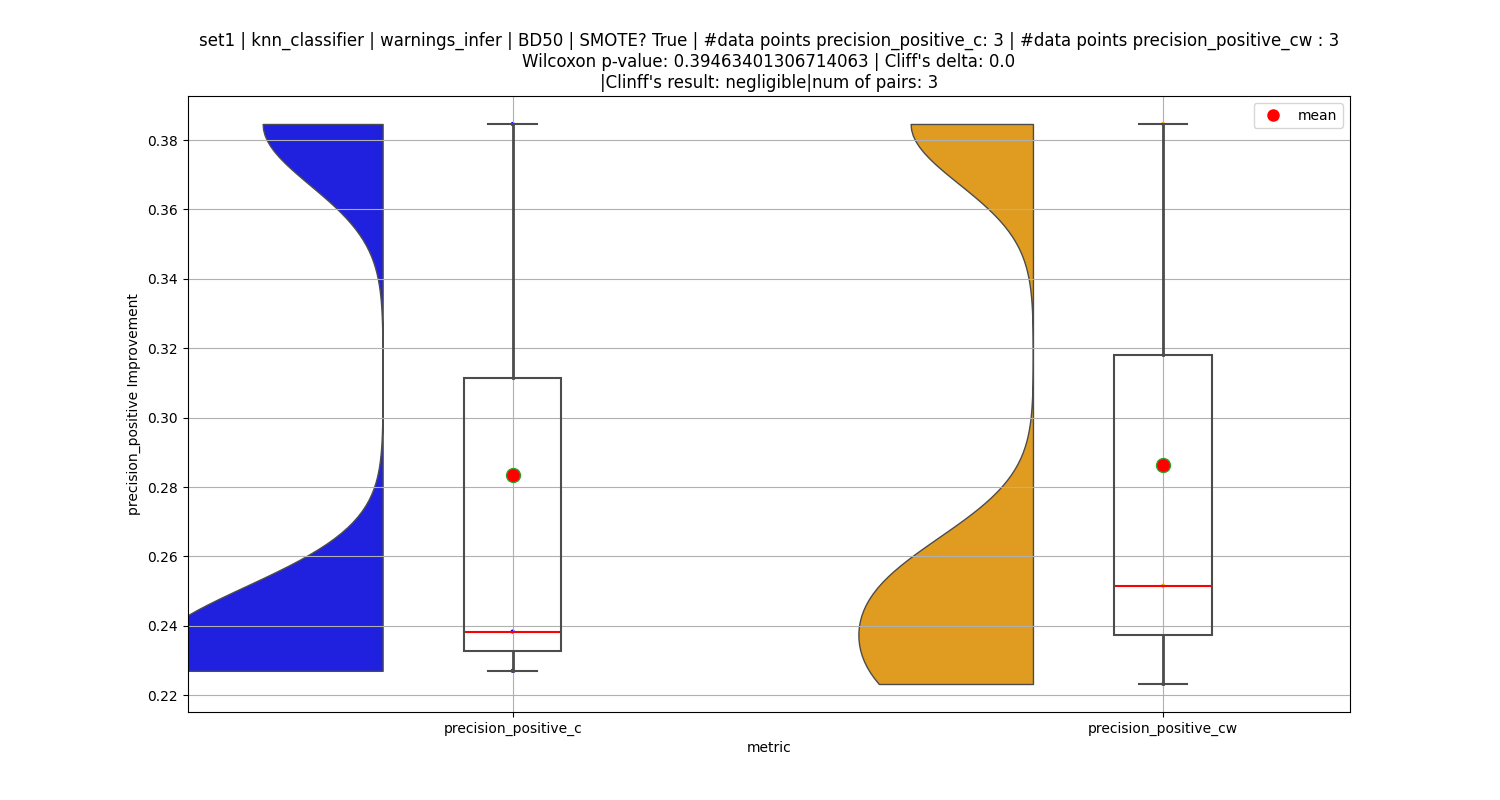 set1 | knn_classifier | warnings_infer | BD50 | SMOTE? True | #data points precision_positive_c: 3 | #data points precision_positive_cw : 3
Wilcoxon p-value: 0.39463401306714063 | Cliff's delta: 0.0
|Clinff's result: negligible|num of pairs: 3
mean
0.38
0.36
0.34
0.32
0.30
0.28
0.26
0.24
0.22
precision_positive Improvement
precision_positive_c
precision_positive_cw
metric